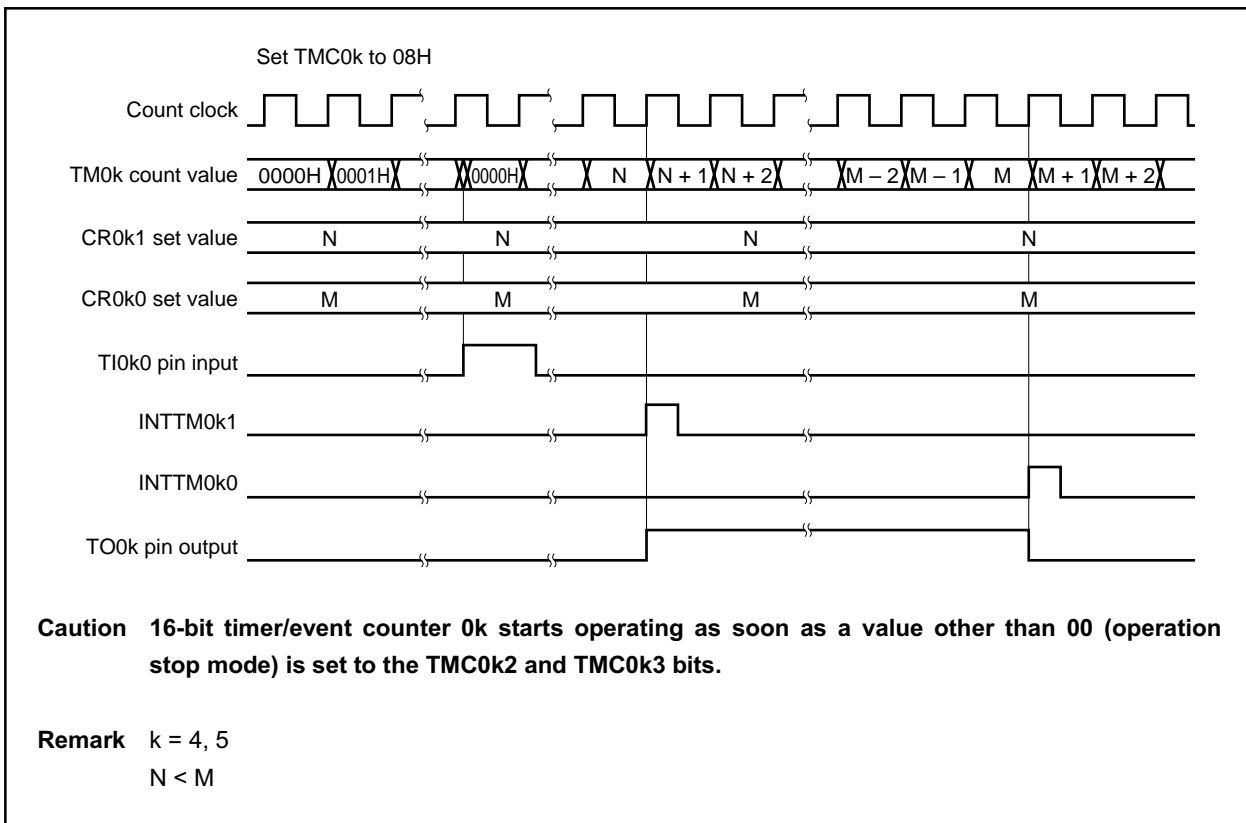 Set TMC0k to 08H
Count clock
TM0k count value 0000H 0001H 0000H N N + 1 N + 2 M – 2 M – 1 M M + 1 M + 2
CR0k1 set value N N N N
CR0k0 set value M M M M
TI0k0 pin input
INTTM0k1
INTTM0k0
TO0k pin output
Caution 16-bit timer/event counter 0k starts operating as soon as a value other than 00 (operation
stop mode) is set to the TMC0k2 and TMC0k3 bits.
Remark k = 4, 5
N < M